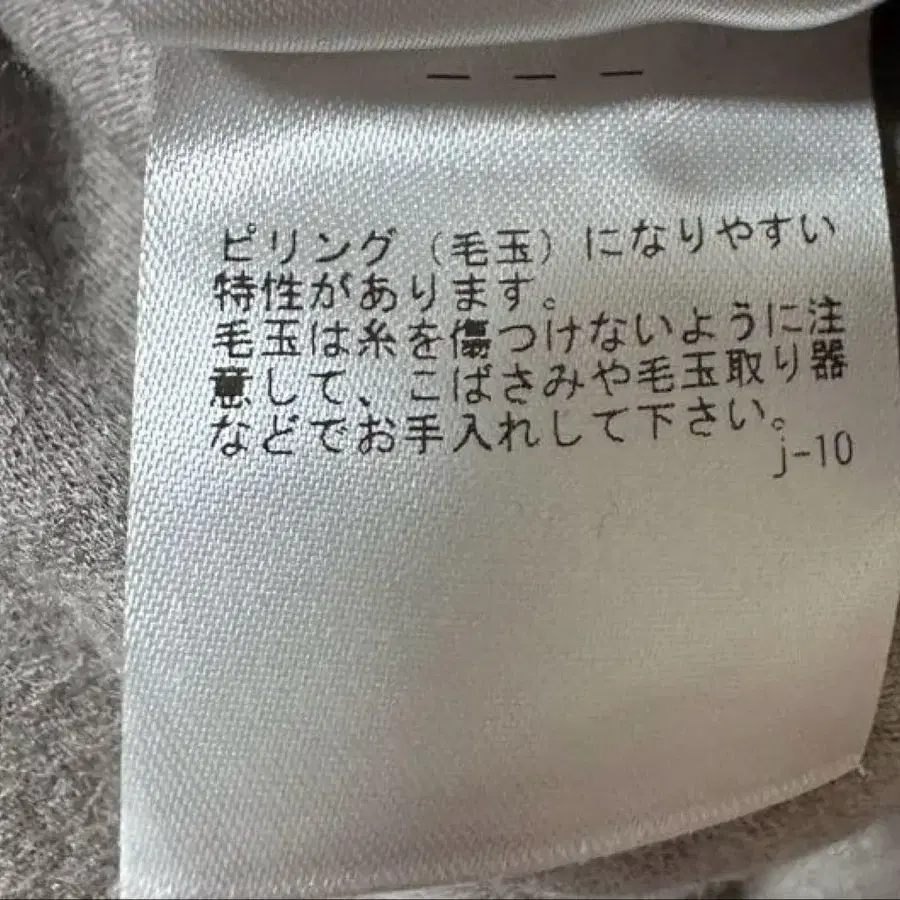 ピリング(毛玉)になりやすい
特性があります。
毛玉は糸を傷つけないように注
意して、こばさみや毛玉取り器
などでお手入れして下さい。
j-10